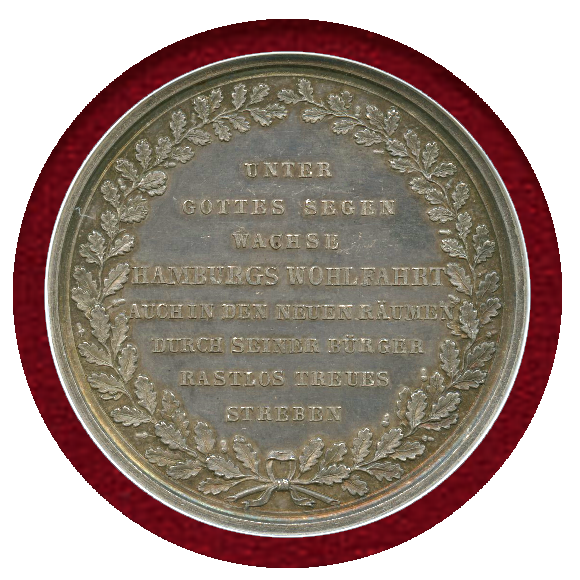 UNTER
GOTTES SEGEN
WACHSE
HAMBURGS WOHLFAHRT
AUCH IN DEN NEUEN RÄUMEN
DURCH SEINER BÜRGER
RASTLOS TREUES
STREBEN